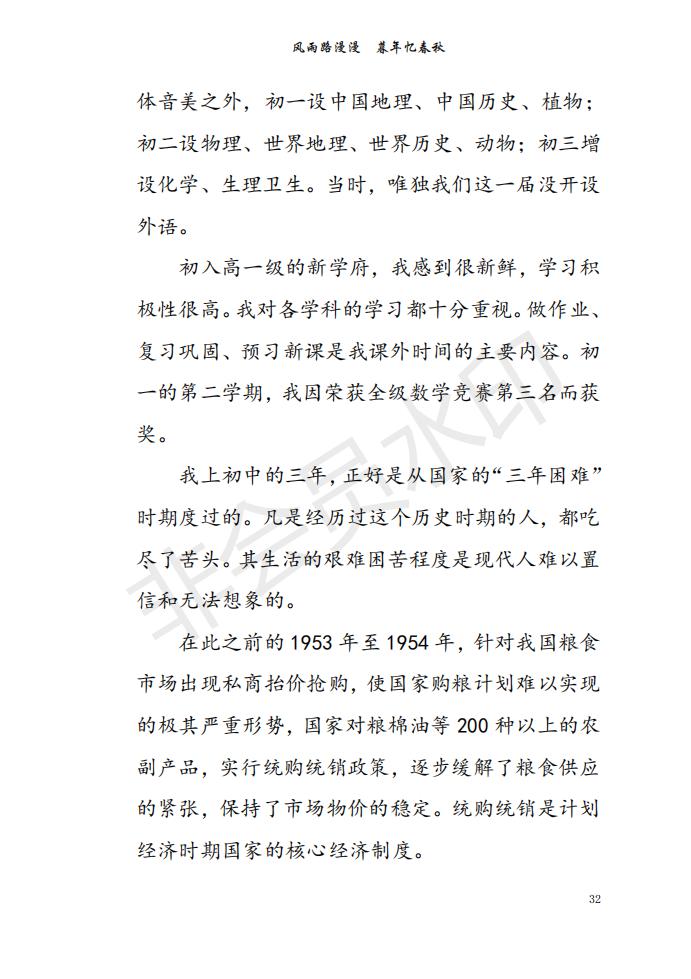 风雨路漫漫　暮年忆春秋
体音美之外，初一设中国地理、中国历史、植物；
初二设物理、世界地理、世界历史、动物；初三增
设化学、生理卫生。当时，唯独我们这一届没开设
外语。
初入高一级的新学府，我感到很新鲜，学习积
极性很高。我对各学科的学习都十分重视。做作业、
复习巩固、预习新课是我课外时间的主要内容。初
一的第二学期，我因荣获全级数学竞赛第三名而获
奖。
我上初中的三年，正好是从国家的“三年困难”
时期度过的。凡是经历过这个历史时期的人，都吃
尽了苦头。其生活的艰难困苦程度是现代人难以置
信和无法想象的。
在此之前的 1953 年至 1954 年，针对我国粮食
市场出现私商抬价抢购，使国家购粮计划难以实现
的极其严重形势，国家对粮棉油等 200 种以上的农
副产品，实行统购统销政策，逐步缓解了粮食供应
的紧张，保持了市场物价的稳定。统购统销是计划
经济时期国家的核心经济制度。
32
非会员水印